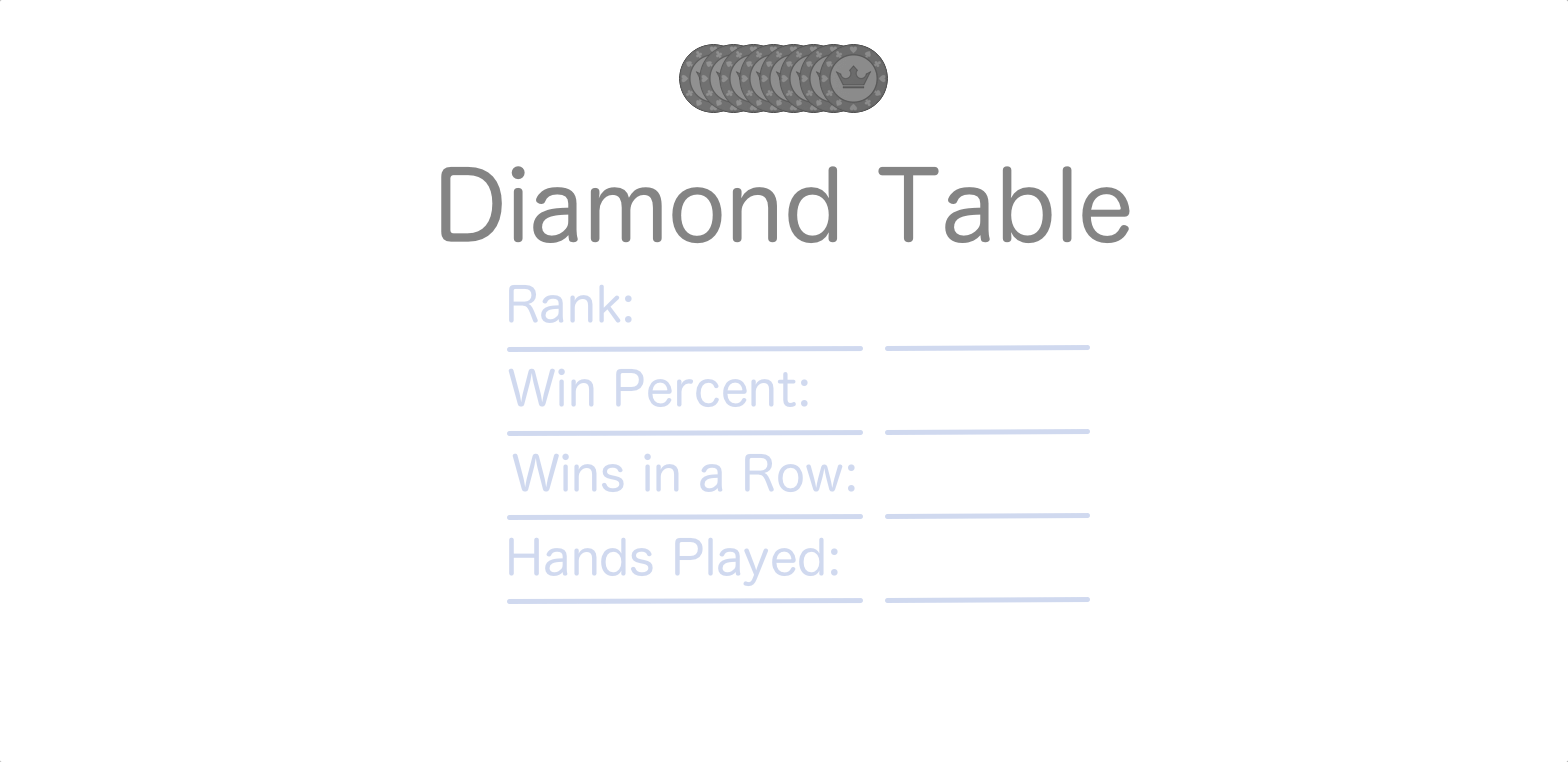 Diamond Table
Rank:
Win Percent:
Wins in a Row:
Hands Played: